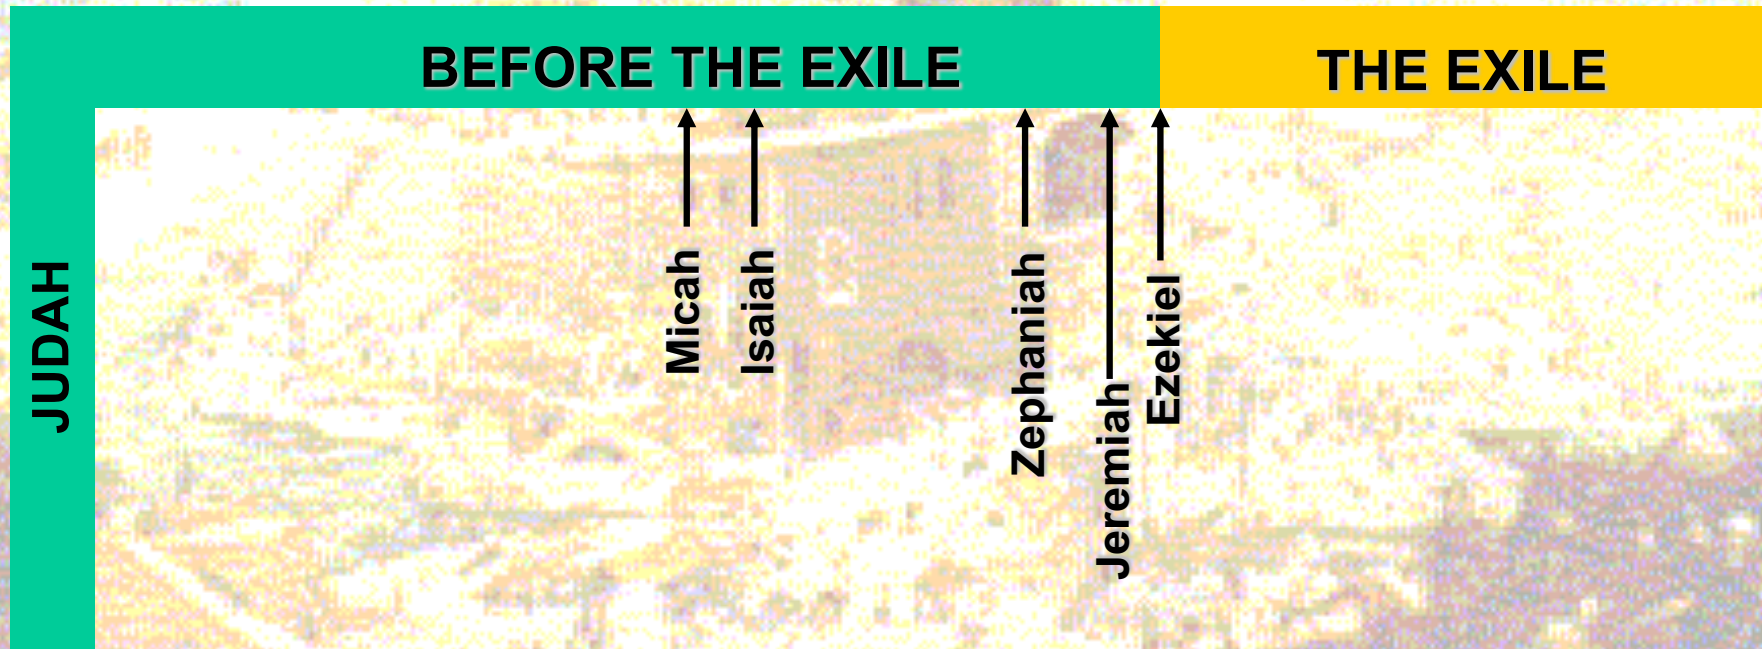 BEFORE THE EXILE
THE EXILE
JUDAH
Micah
Isaiah
Zephaniah
Jeremiah
Ezekiel